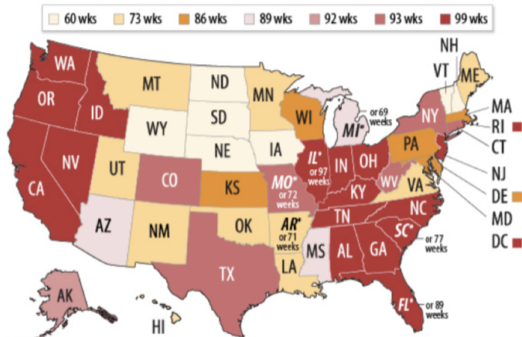 60 wks 73 wks 86 wks 89 wks 92 wks 93 wks 99 wks
NH
VT
ME
WA
MT
ND
MN
OR
ID
SD
WI
MI*
or 69
weeks
NY
MA
RI
CT
WY
NE
IA
PA
NJ
NV
UT
CO
KS
MO*
or 72
weeks
IL*
or 97
weeks
IN
OH
WV
VA
DE
MD
DC
CA
KY
AZ
NM
OK
AR*
or 71
weeks
TN
NC
SC*
or 77
weeks
TX
LA
MS
AL
GA
AK
HI
FL*
or 89
weeks